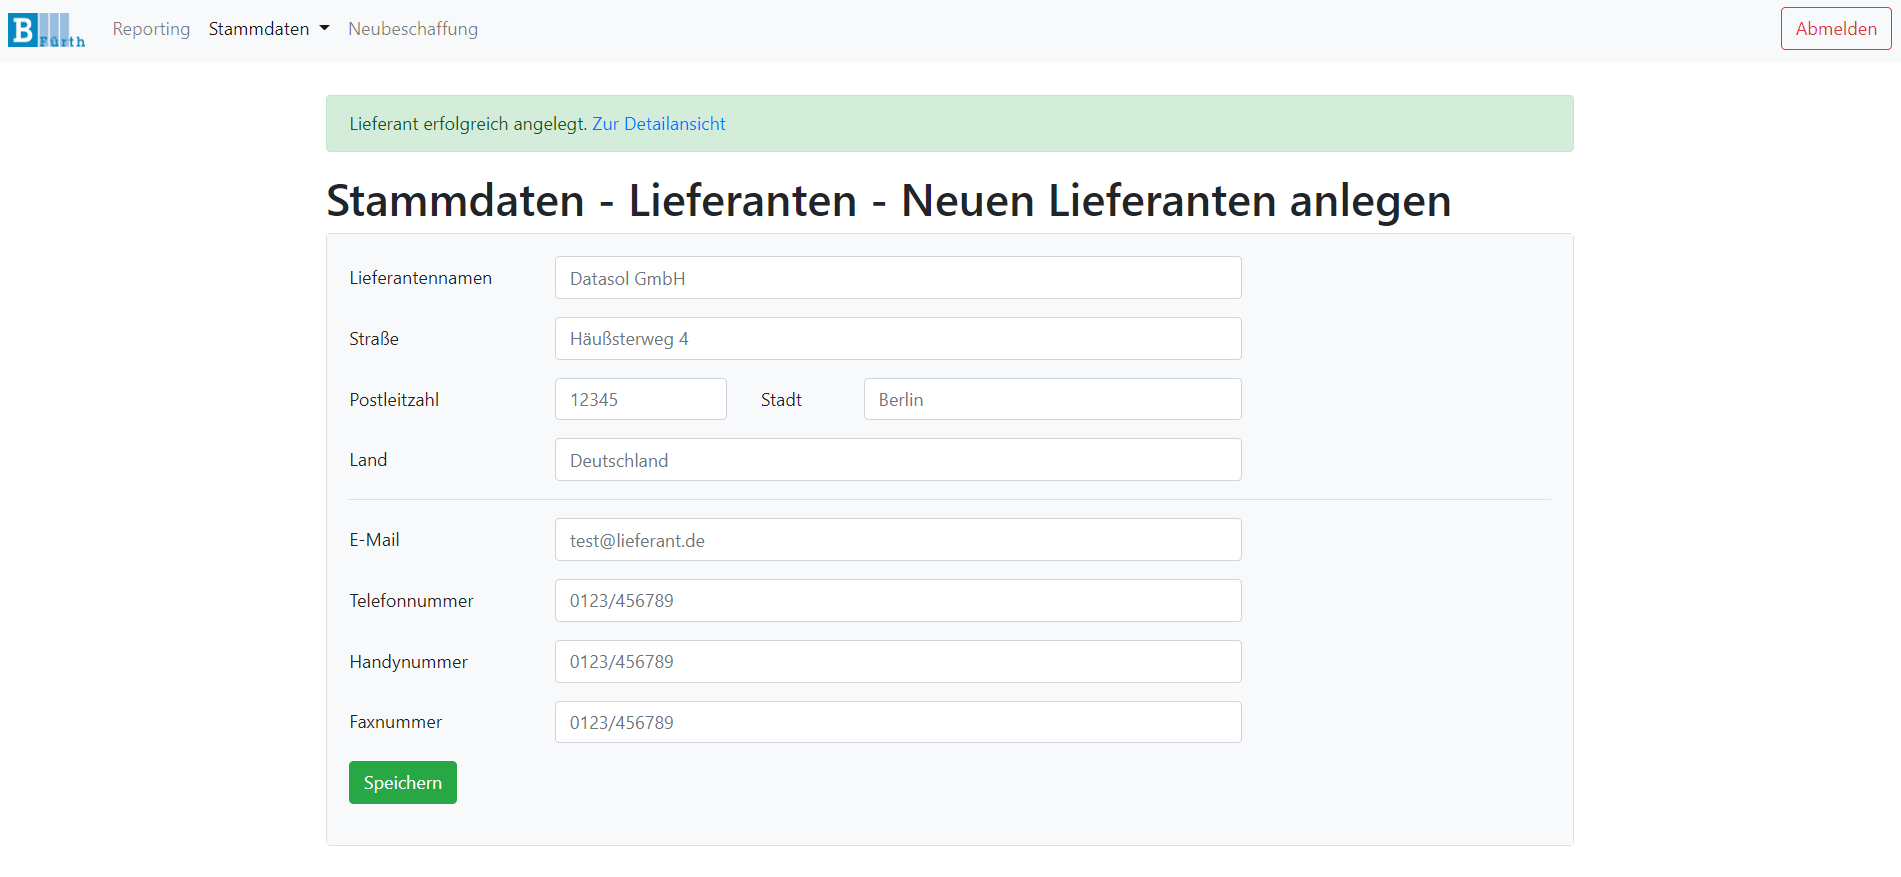 B Fürth Reporting Stammdaten Neubeschaffung Abmelden
Lieferant erfolgreich angelegt. Zur Detailansicht
Stammdaten - Lieferanten - Neuen Lieferanten anlegen
Lieferantennamen Datasol GmbH
Straße Häußsterweg 4
Postleitzahl 12345 Stadt Berlin
Land Deutschland
E-Mail test@lieferant.de
Telefonnummer 0123/456789
Handynummer 0123/456789
Faxnummer 0123/456789
Speichern